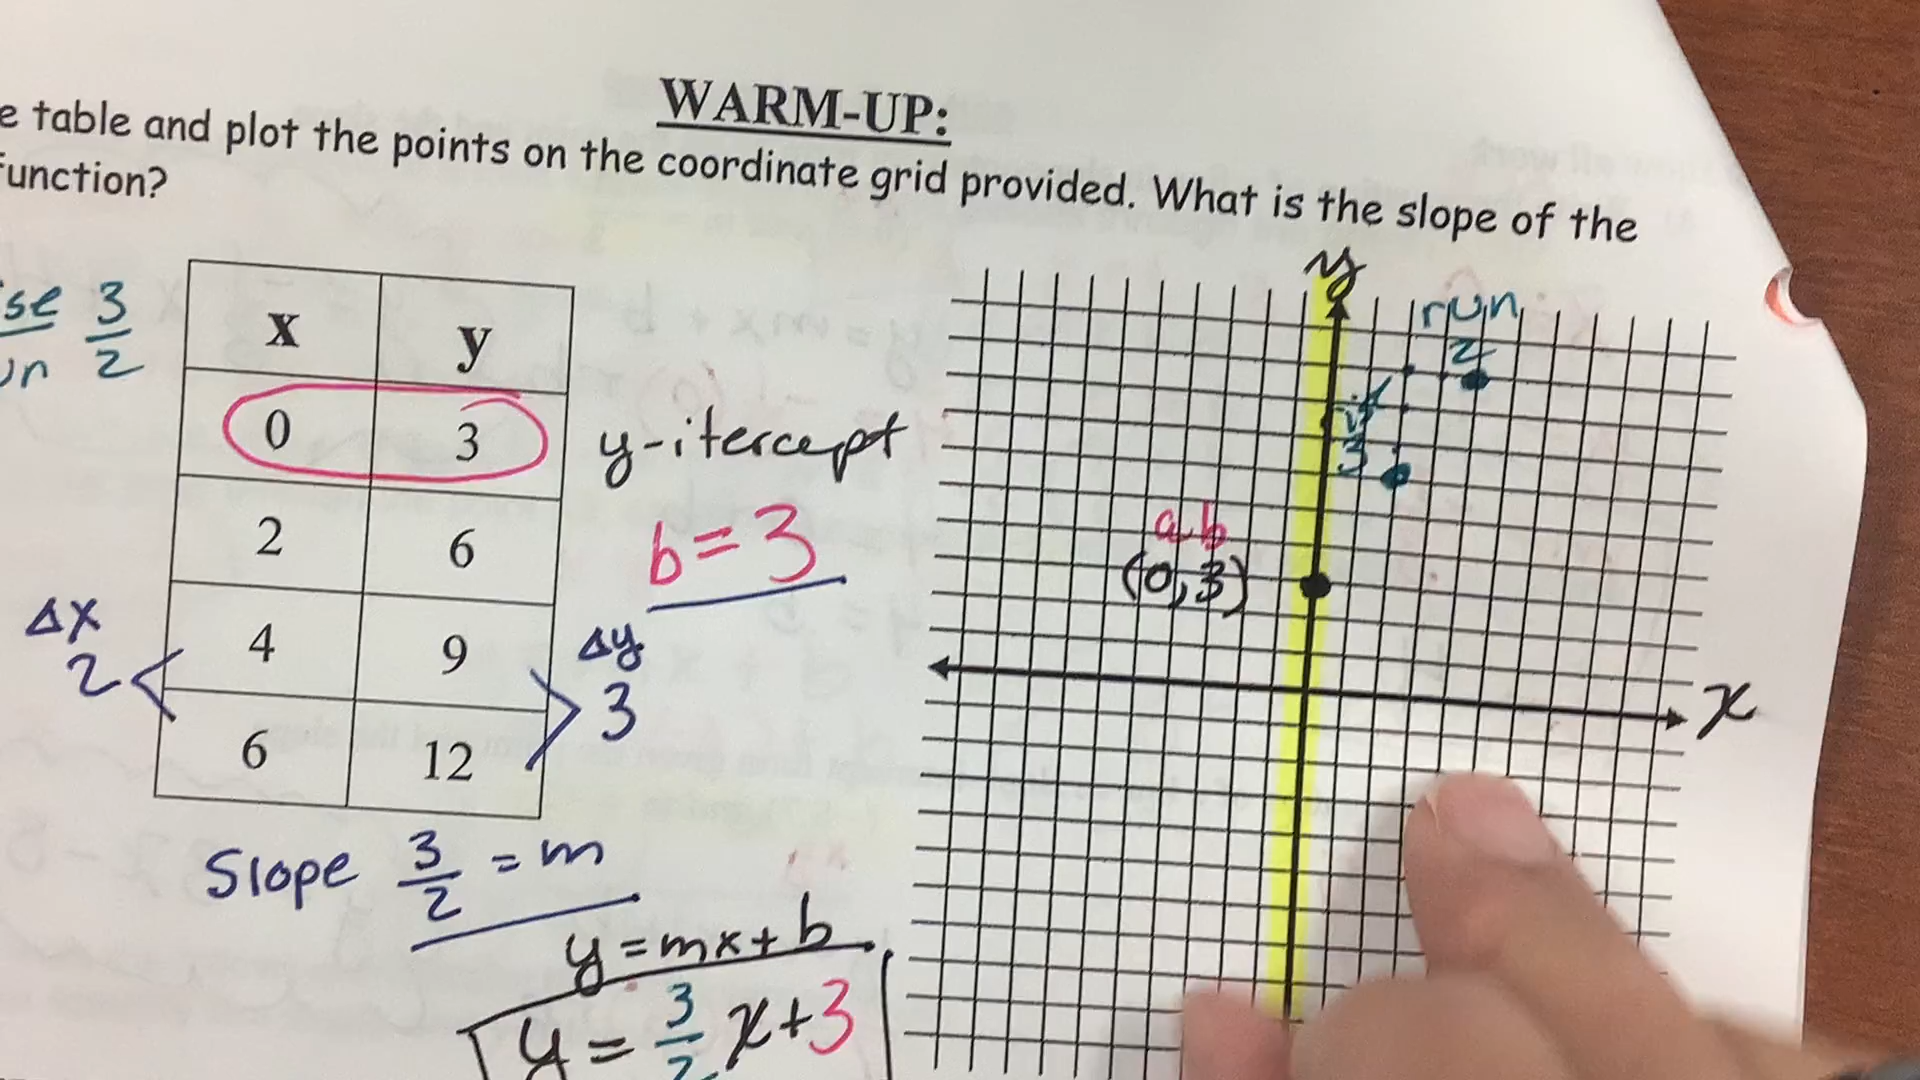 WARM-UP:
e table and plot the points on the coordinate grid provided. What is the slope of the
function?
se 3
un 2
x y
0 3
y-itercept
2 6
b=3
4 9
6 12
Δx
2
Δy
3
Slope 3/2 = m
y=mx+b
y = 3/2 x+3
y
run
2
3
a b
(0,3)
x